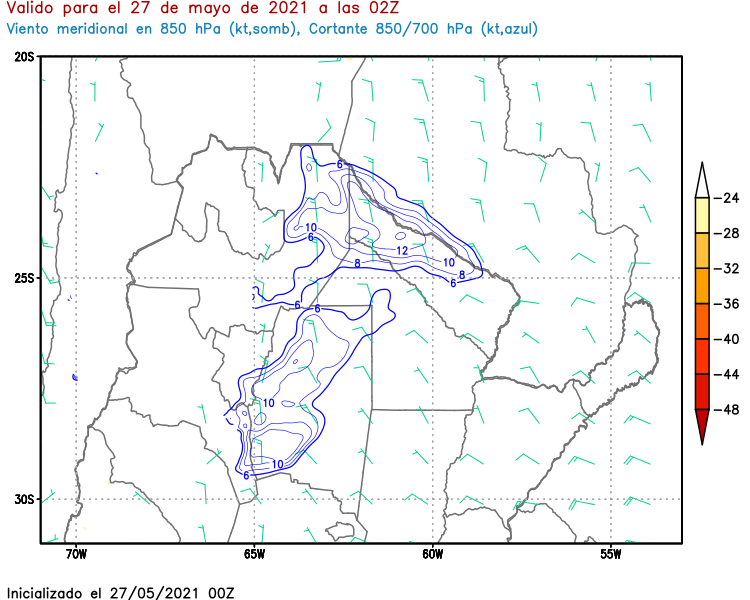 Valido para el 27 de mayo de 2021 a las 02Z
Viento meridional en 850 hPa (kt,somb), Cortante 850/700 hPa (kt,azul)
20S
6
−24
10
6
−28
12
10
8
8
25S
6
−32
6
6
−36
−40
−44
10
−48
10
6
30S
70W 65W 60W 55W
Inicializado el 27/05/2021 00Z